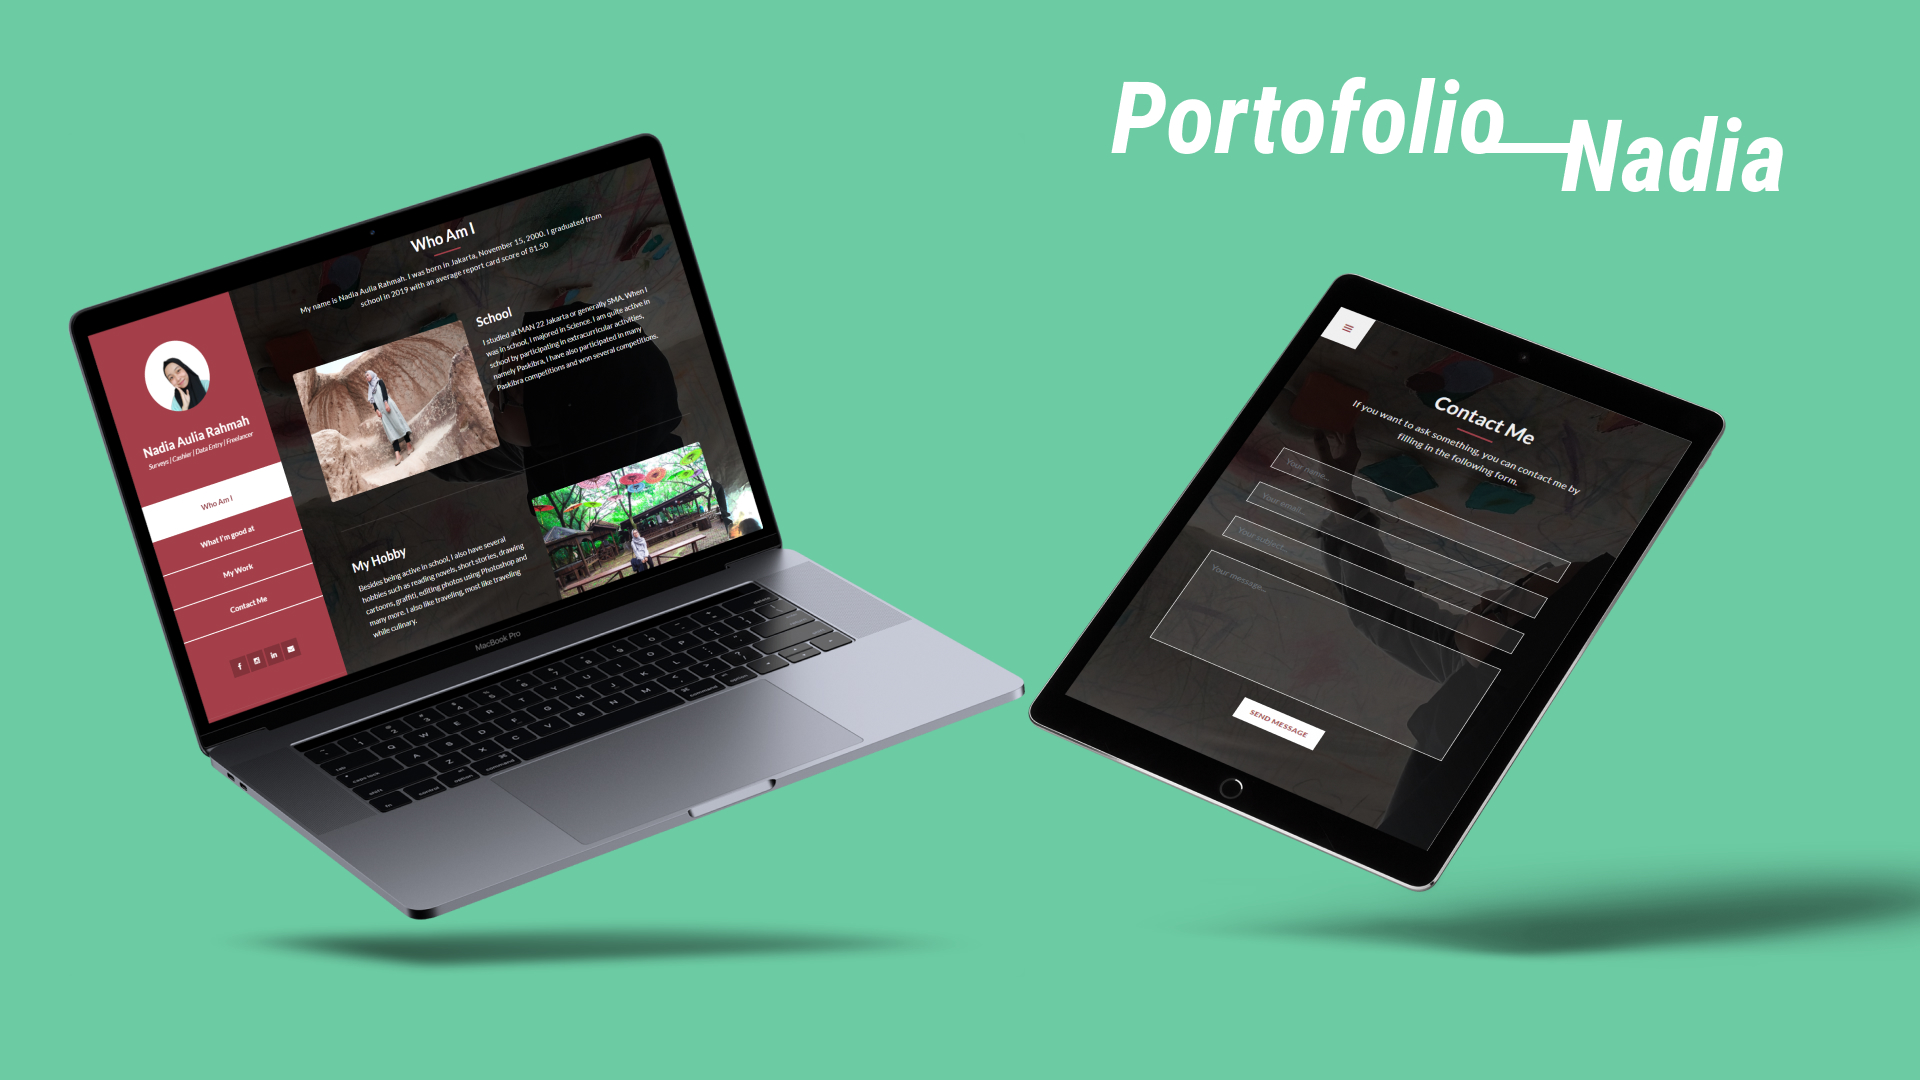 Portofolio
Nadia
Who Am I
My name is Nadia Aulia Rahmah. I was born in Jakarta, November 15, 2000. I graduated from
school in 2019 with an average report card score of 81.50
School
I studied at MAN 22 Jakarta or generally SMA. When I
was in school, I majored in Science. I am quite active in
school by participating in extracurricular activities,
namely Paskibra, I have also participated in many
Paskibra competitions and won several competitions.
Nadia Aulia Rahmah
Surveys | Cashier | Data Entry | Freelancer
Who Am I
What I'm good at
My Work
Contact Me
My Hobby
Besides being active in school, I also have several
hobbies such as reading novels, short stories, drawing
cartoons, graffiti, editing photos using Photoshop and
many more. I also like traveling, most like traveling
while culinary.
MacBook Pro
Contact Me
If you want to ask something, you can contact me by
filling in the following form.
Your name...
Your email...
Your subject...
Your message...
SEND MESSAGE